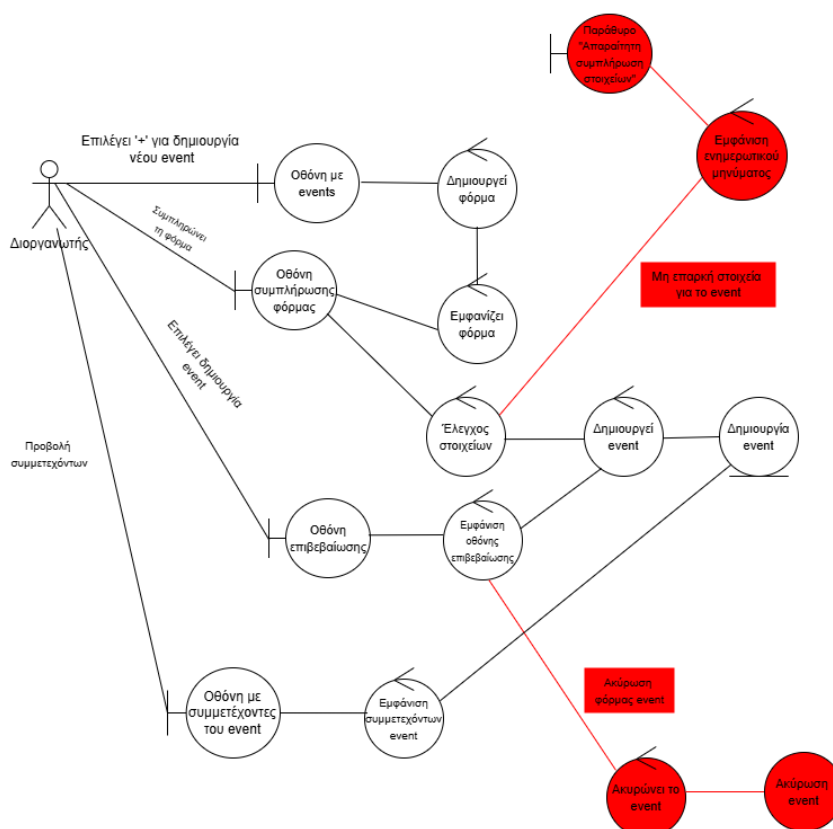 Παράθυρο
"Απαραίτητη
συμπλήρωση
στοιχείων"
Επιλέγει '+' για δημιουργία
νέου event
Εμφάνιση
ενημερωτικού
μηνύματος
Οθόνη με
events
Δημιουργεί
φόρμα
Διοργανωτής
Συμπληρώνει
τη φόρμα
Οθόνη
συμπλήρωσης
φόρμας
Εμφανίζει
φόρμα
Μη επαρκή στοιχεία
για το event
Επιλέγει δημιουργία
event
Έλεγχος
στοιχείων
Δημιουργεί
event
Δημιουργία
event
Προβολή
συμμετεχόντων
Οθόνη
επιβεβαίωσης
Εμφάνιση
οθόνης
επιβεβαίωσης
Οθόνη με
συμμετέχοντες
του event
Εμφάνιση
συμμετεχόντων
event
Ακύρωση
φόρμας event
Ακυρώνει το
event
Ακύρωση
event